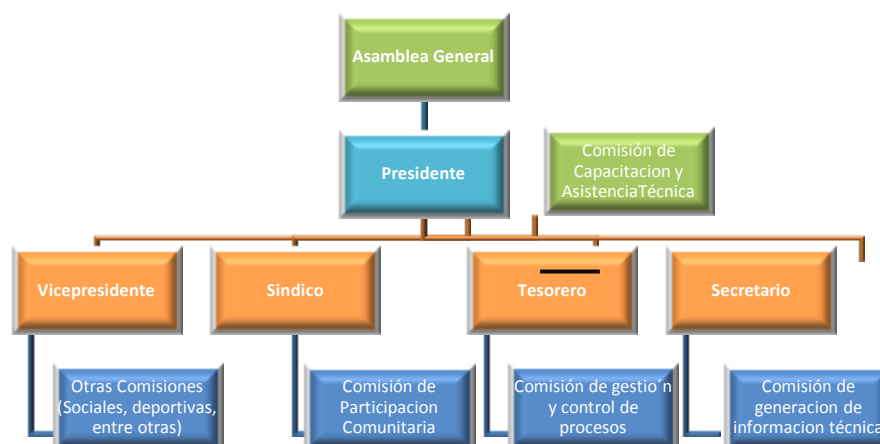 Asamblea General
Presidente
Comisión de
Capacitacion y
AsistenciaTécnica
Vicepresidente
Sindico
Tesorero
Secretario
Otras Comisiones
(Sociales, deportivas,
entre otras)
Comisión de
Participacion
Comunitaria
Comisión de gestio´n
y control de
procesos
Comisión de
generacion de
informacion técnica